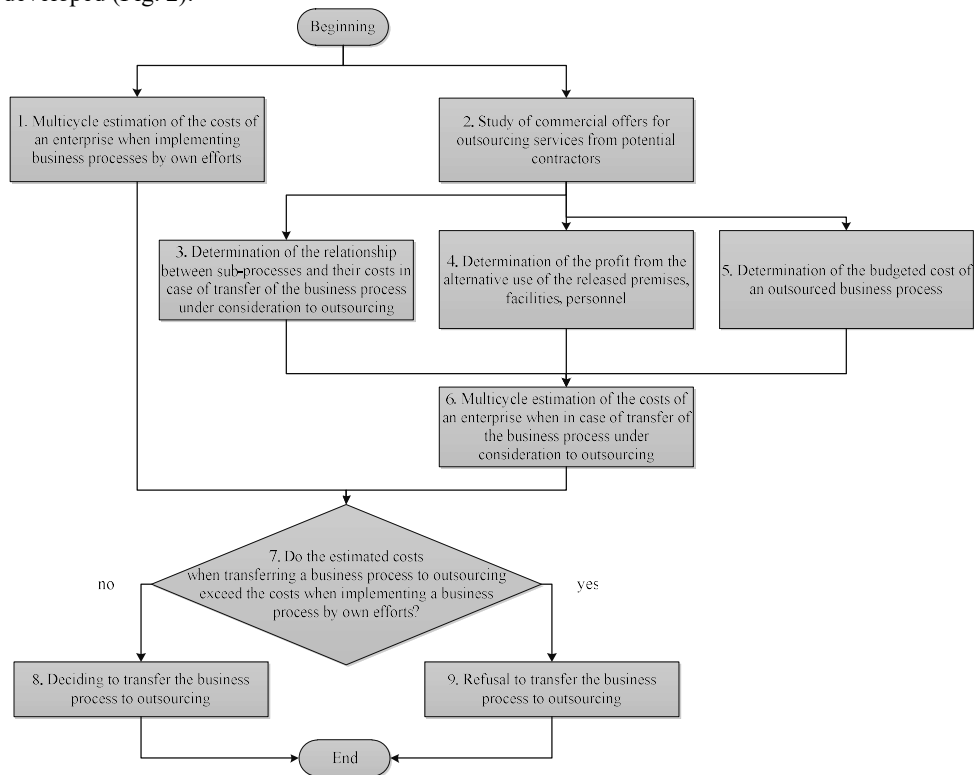 developed (Fig. 2).
Beginning
1. Multicycle estimation of the costs of
an enterprise when implementing
business processes by own efforts
2. Study of commercial offers for
outsourcing services from potential
contractors
3. Determination of the relationship
between sub-processes and their costs in
case of transfer of the business process
under consideration to outsourcing
4. Determination of the profit from the
alternative use of the released premises,
facilities, personnel
5. Determination of the budgeted cost of
an outsourced business process
6. Multicycle estimation of the costs of
an enterprise when in case of transfer of
the business process under
consideration to outsourcing
7. Do the estimated costs
when transferring a business process to outsourcing
exceed the costs when implementing a business
process by own efforts?
no
yes
8. Deciding to transfer the business
process to outsourcing
9. Refusal to transfer the business
process to outsourcing
End